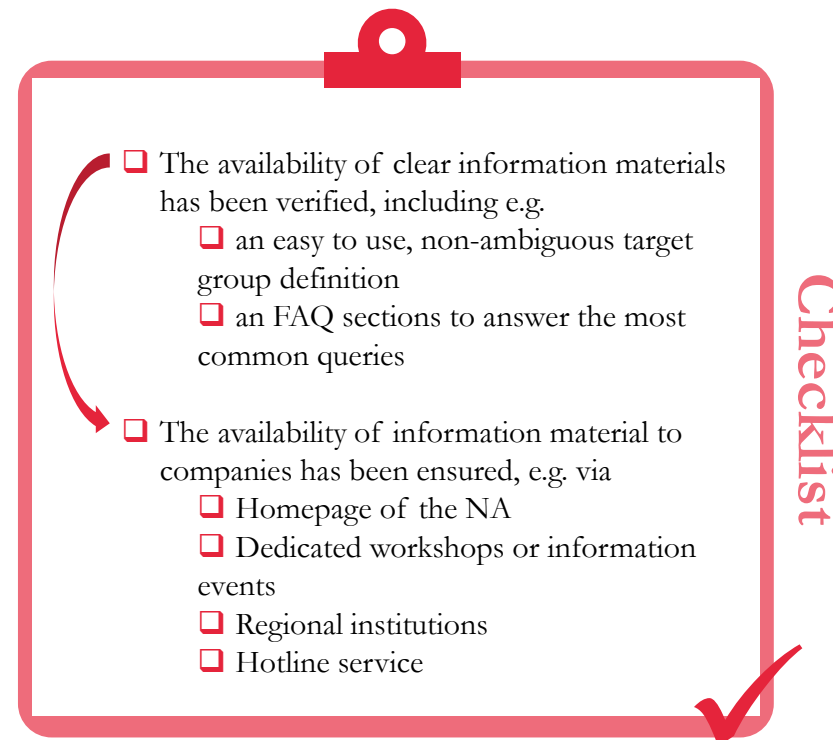 ❑ The availability of clear information materials
has been verified, including e.g.
❑ an easy to use, non-ambiguous target
group definition
❑ an FAQ sections to answer the most
common queries
❑ The availability of information material to
companies has been ensured, e.g. via
❑ Homepage of the NA
❑ Dedicated workshops or information
events
❑ Regional institutions
❑ Hotline service
Checklist